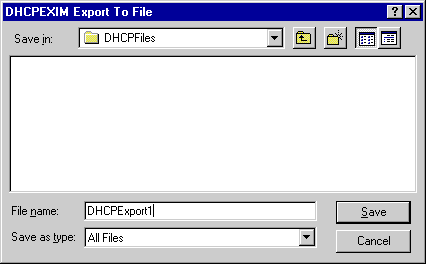 DHCPEXIM Export To File
Save in: DHCPFiles
File name: DHCPExport1
Save
Save as type: All Files
Cancel